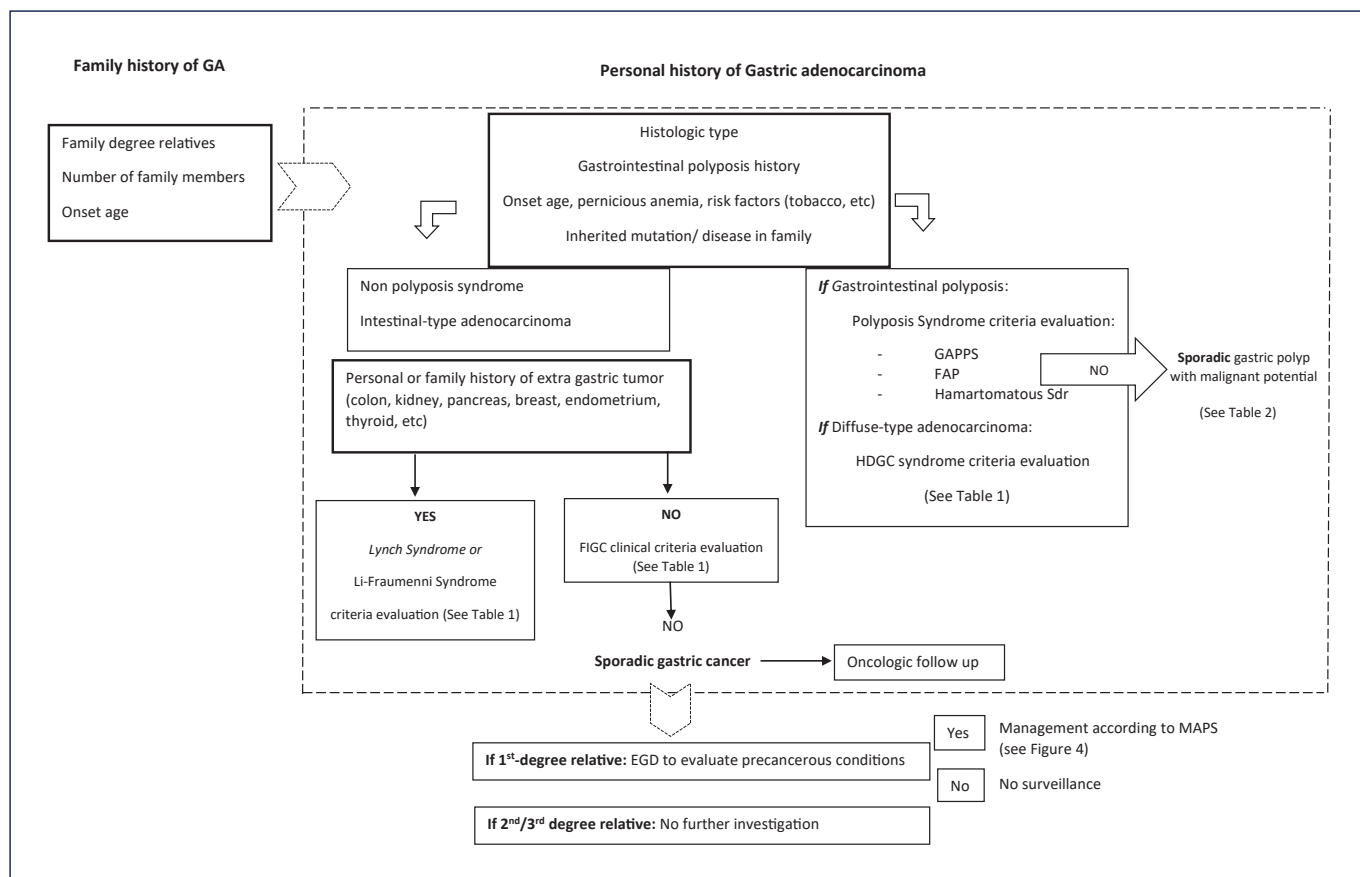 Family history of GA
Personal history of Gastric adenocarcinoma
Family degree relatives
Number of family members
Onset age
Histologic type
Gastrointestinal polyposis history
Onset age, pernicious anemia, risk factors (tobacco, etc)
Inherited mutation/ disease in family
Non polyposis syndrome
Intestinal-type adenocarcinoma
Personal or family history of extra gastric tumor
(colon, kidney, pancreas, breast, endometrium,
thyroid, etc)
YES
Lynch Syndrome or
Li-Fraumenni Syndrome
criteria evaluation (See Table 1)
NO
FIGC clinical criteria evaluation
(See Table 1)
NO
If Gastrointestinal polyposis:
Polyposis Syndrome criteria evaluation:
- GAPPS
- FAP
- Hamartomatous Sdr
If Diffuse-type adenocarcinoma:
HDGC syndrome criteria evaluation
(See Table 1)
NO
Sporadic gastric polyp
with malignant potential
(See Table 2)
Sporadic gastric cancer
Oncologic follow up
If 1st-degree relative: EGD to evaluate precancerous conditions
Yes
Management according to MAPS
(see Figure 4)
No
No surveillance
If 2nd/3rd degree relative: No further investigation